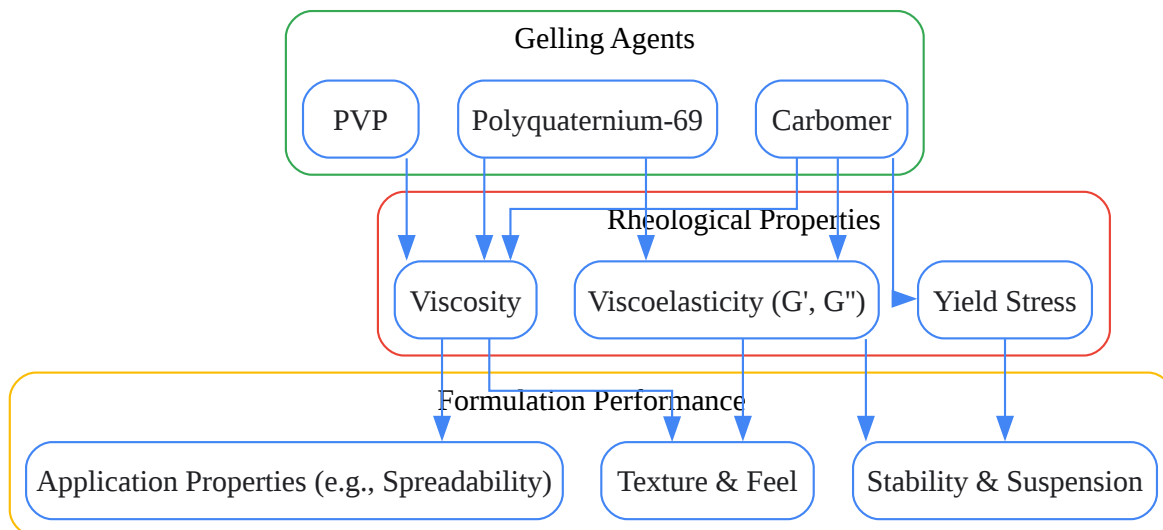 Gelling Agents
PVP
Polyquaternium-69
Carbomer
Rheological Properties
Viscosity
Viscoelasticity (G', G")
Yield Stress
Formulation Performance
Application Properties (e.g., Spreadability)
Texture & Feel
Stability & Suspension